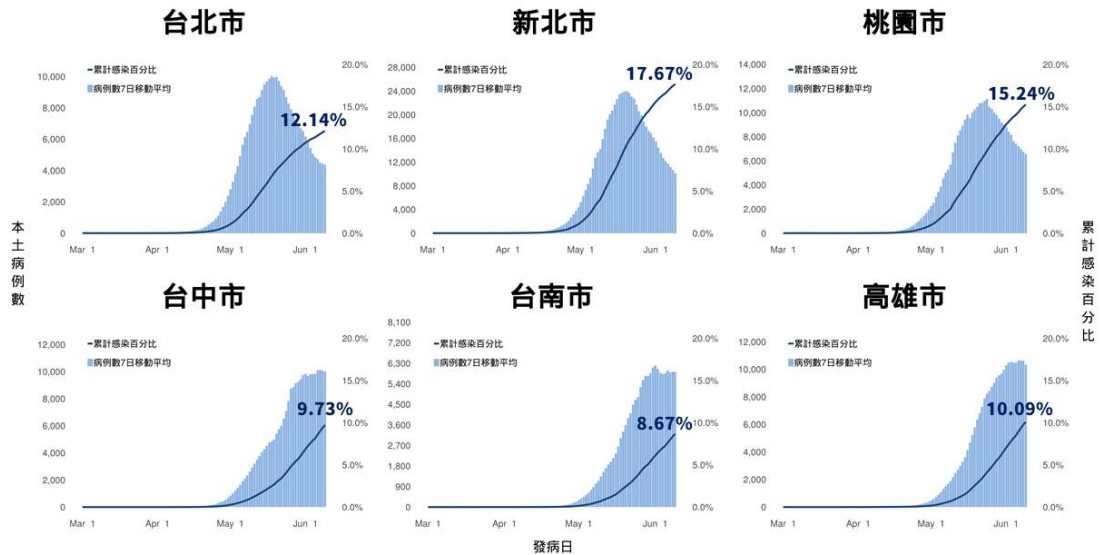 台北市
10,000
8,000
6,000
4,000
2,000
0
20.0%
15.0%
10.0%
5.0%
0.0%
累計感染百分比
病例數7日移動平均
12.14%
Mar 1
Apr 1
May 1
Jun 1
新北市
28,000
24,000
20,000
16,000
12,000
8,000
4,000
0
20.0%
15.0%
10.0%
5.0%
0.0%
累計感染百分比
病例數7日移動平均
17.67%
Mar 1
Apr 1
May 1
Jun 1
桃園市
14,000
12,000
10,000
8,000
6,000
4,000
2,000
0
20.0%
15.0%
10.0%
5.0%
0.0%
累計感染百分比
病例數7日移動平均
15.24%
Mar 1
Apr 1
May 1
Jun 1
本土病例數
累計感染百分比
台中市
12,000
10,000
8,000
6,000
4,000
2,000
0
20.0%
15.0%
10.0%
5.0%
0.0%
累計感染百分比
病例數7日移動平均
9.73%
Mar 1
Apr 1
May 1
Jun 1
台南市
8,100
7,200
6,300
5,400
4,500
3,600
2,700
1,800
900
0
20.0%
15.0%
10.0%
5.0%
0.0%
累計感染百分比
病例數7日移動平均
8.67%
Mar 1
Apr 1
May 1
Jun 1
高雄市
12,000
10,000
8,000
6,000
4,000
2,000
0
20.0%
15.0%
10.0%
5.0%
0.0%
累計感染百分比
病例數7日移動平均
10.09%
Mar 1
Apr 1
May 1
Jun 1
發病日